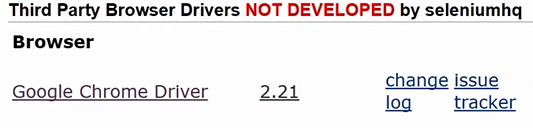 Third Party Browser Drivers NOT DEVELOPED by seleniumhq
Browser
Google Chrome Driver 2.21 change log issue tracker